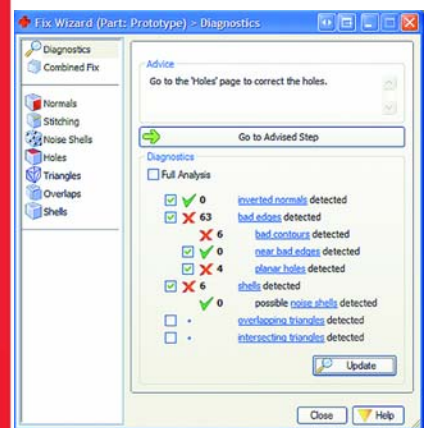 Fix Wizard (Part: Prototype) > Diagnostics
Diagnostics
Combined Fix
Normals
Stitching
Noise Shells
Holes
Triangles
Overlaps
Shells
Advice
Go to the 'Holes' page to correct the holes.
Go to Advised Step
Diagnostics
Full Analysis
0 inverted normals detected
63 bad edges detected
6 bad contours detected
0 near bad edges detected
4 planar holes detected
6 shells detected
0 possible noise shells detected
overlapping triangles detected
intersecting triangles detected
Update
Close Help